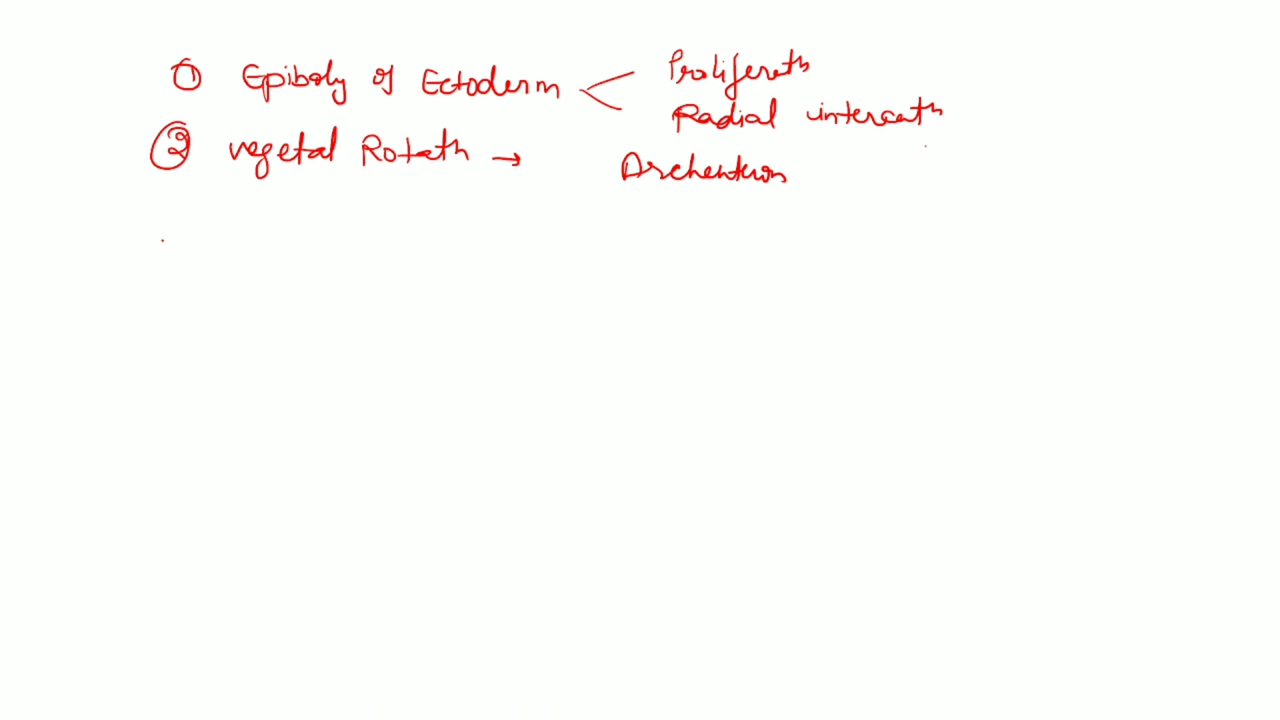 ① Epiboly of Ectoderm < Proliferatn
Radial intercatn
② vegetal Rotatn → Archenteron